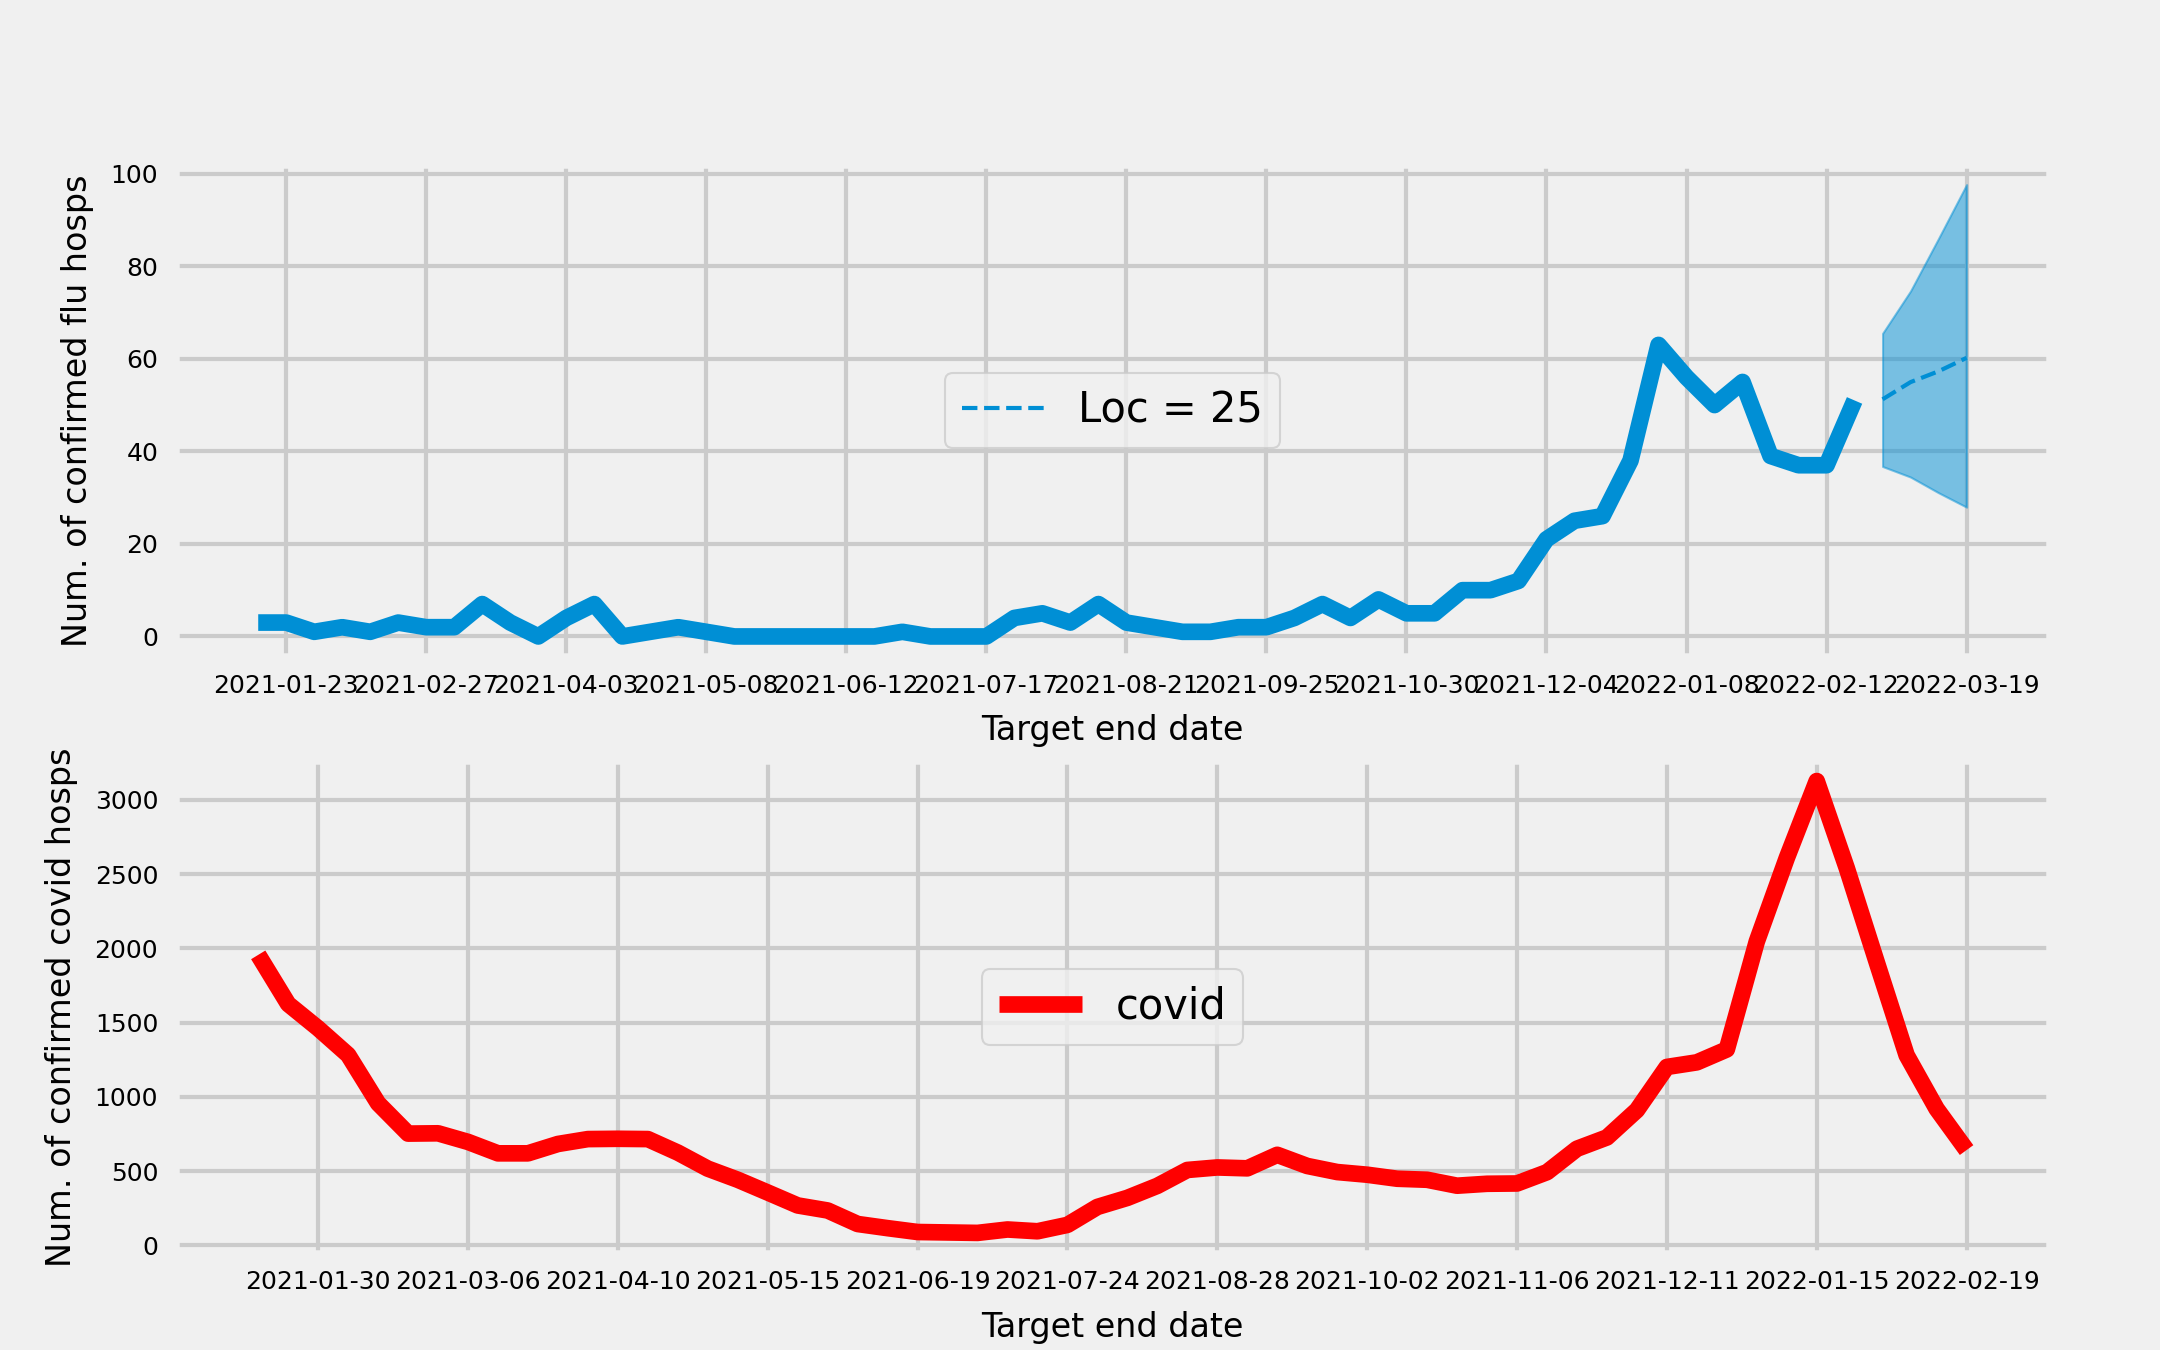 Num. of confirmed flu hosps
100
80
60
40
20
0
Loc = 25
2021-01-23 2021-02-27 2021-04-03 2021-05-08 2021-06-12 2021-07-17 2021-08-21 2021-09-25 2021-10-30 2021-12-04 2022-01-08 2022-02-12 2022-03-19
Target end date
Num. of confirmed covid hosps
3000
2500
2000
1500
1000
500
0
covid
2021-01-30 2021-03-06 2021-04-10 2021-05-15 2021-06-19 2021-07-24 2021-08-28 2021-10-02 2021-11-06 2021-12-11 2022-01-15 2022-02-19
Target end date